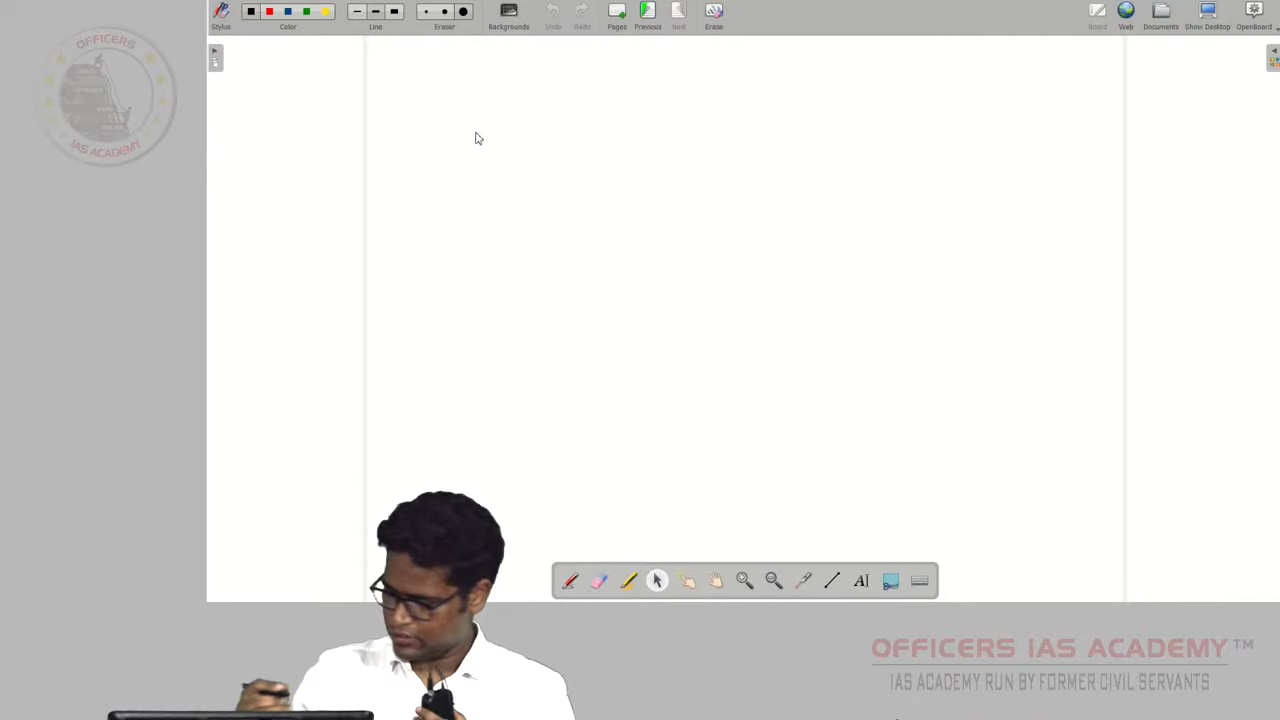 Stylus
Color
Line
Eraser
Backgrounds
Undo
Redo
Pages
Previous
Next
Erase
Board
Web
Documents
Show Desktop
OpenBoard
OFFICERS
IAS ACADEMY
AI
OFFICERS IAS ACADEMY™
IAS ACADEMY RUN BY FORMER CIVIL SERVANTS